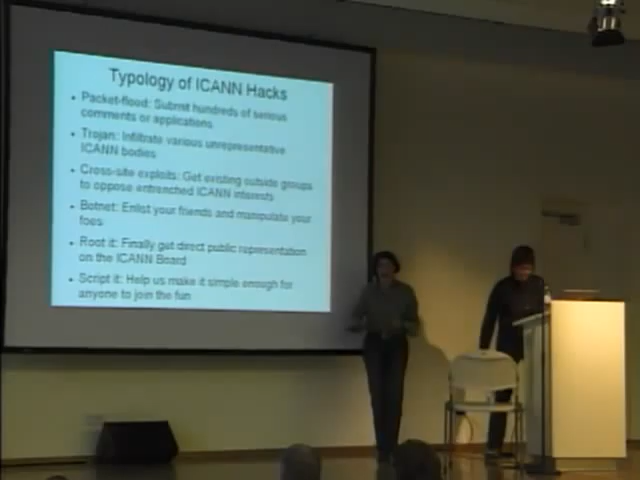 Typology of ICANN Hacks
• Packet-flood: Submit hundreds of serious
comments or applications
• Trojan: Infiltrate various unrepresentative
ICANN bodies
• Cross-site exploits: Get existing outside groups
to oppose entrenched ICANN interests
• Botnet: Enlist your friends and manipulate your
foes
• Root it: Finally get direct public representation
on the ICANN Board
• Script it: Help us make it simple enough for
anyone to join the fun